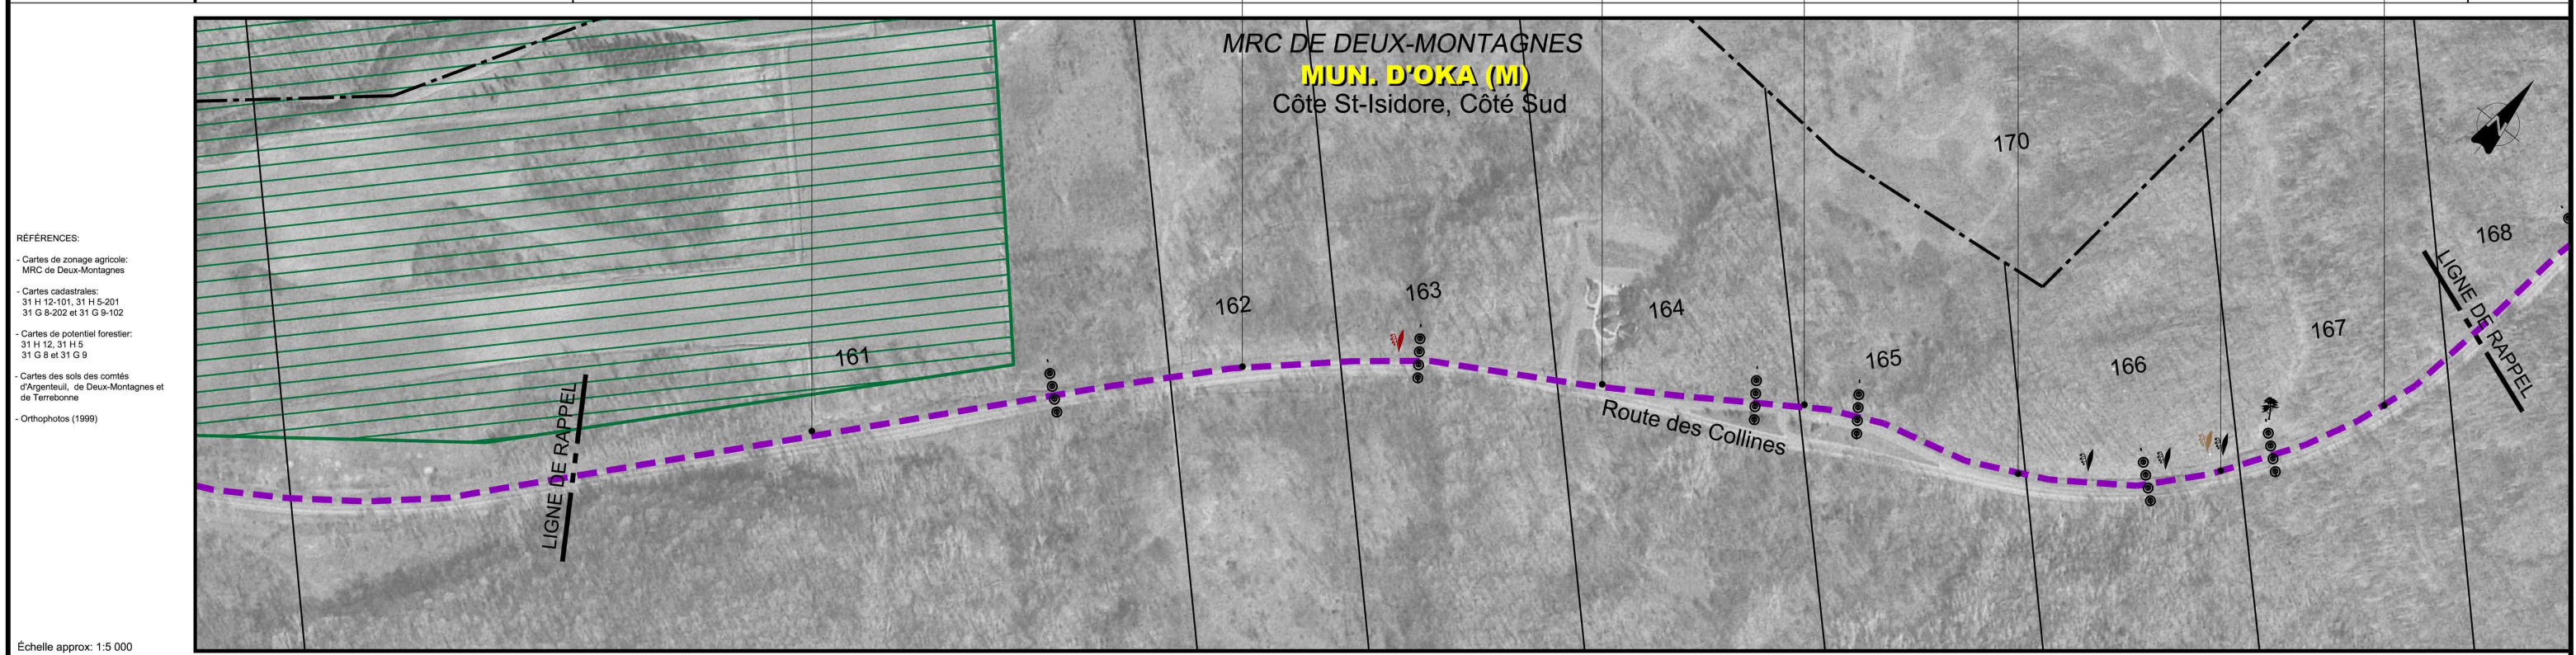 MRC DE DEUX-MONTAGNES
MUN. D'OKA (M)
Côte St-Isidore, Côté Sud
RÉFÉRENCES:
- Cartes de zonage agricole:
MRC de Deux-Montagnes
- Cartes cadastrales:
31 H 12-101, 31 H 5-201
31 G 8-202 et 31 G 9-102
- Cartes de potentiel forestier:
31 H 12, 31 H 5
31 G 8 et 31 G 9
- Cartes des sols des comtés
d'Argenteuil, de Deux-Montagnes et
de Terrebonne
- Orthophotos (1999)
Échelle approx: 1:5 000
161
162
163
164
165
166
167
168
170
LIGNE DE RAPPEL
Route des Collines
LIGNE DE RAPPEL
N